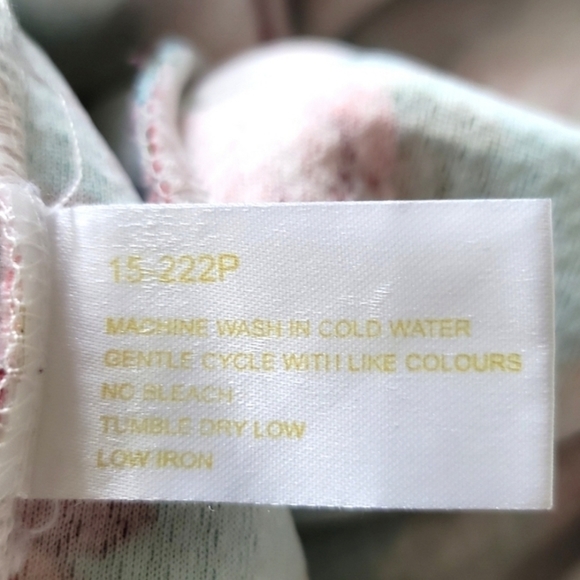 15-222P
MACHINE WASH IN COLD WATER
GENTLE CYCLE WITH LIKE COLOURS
NO BLEACH
TUMBLE DRY LOW
LOW IRON